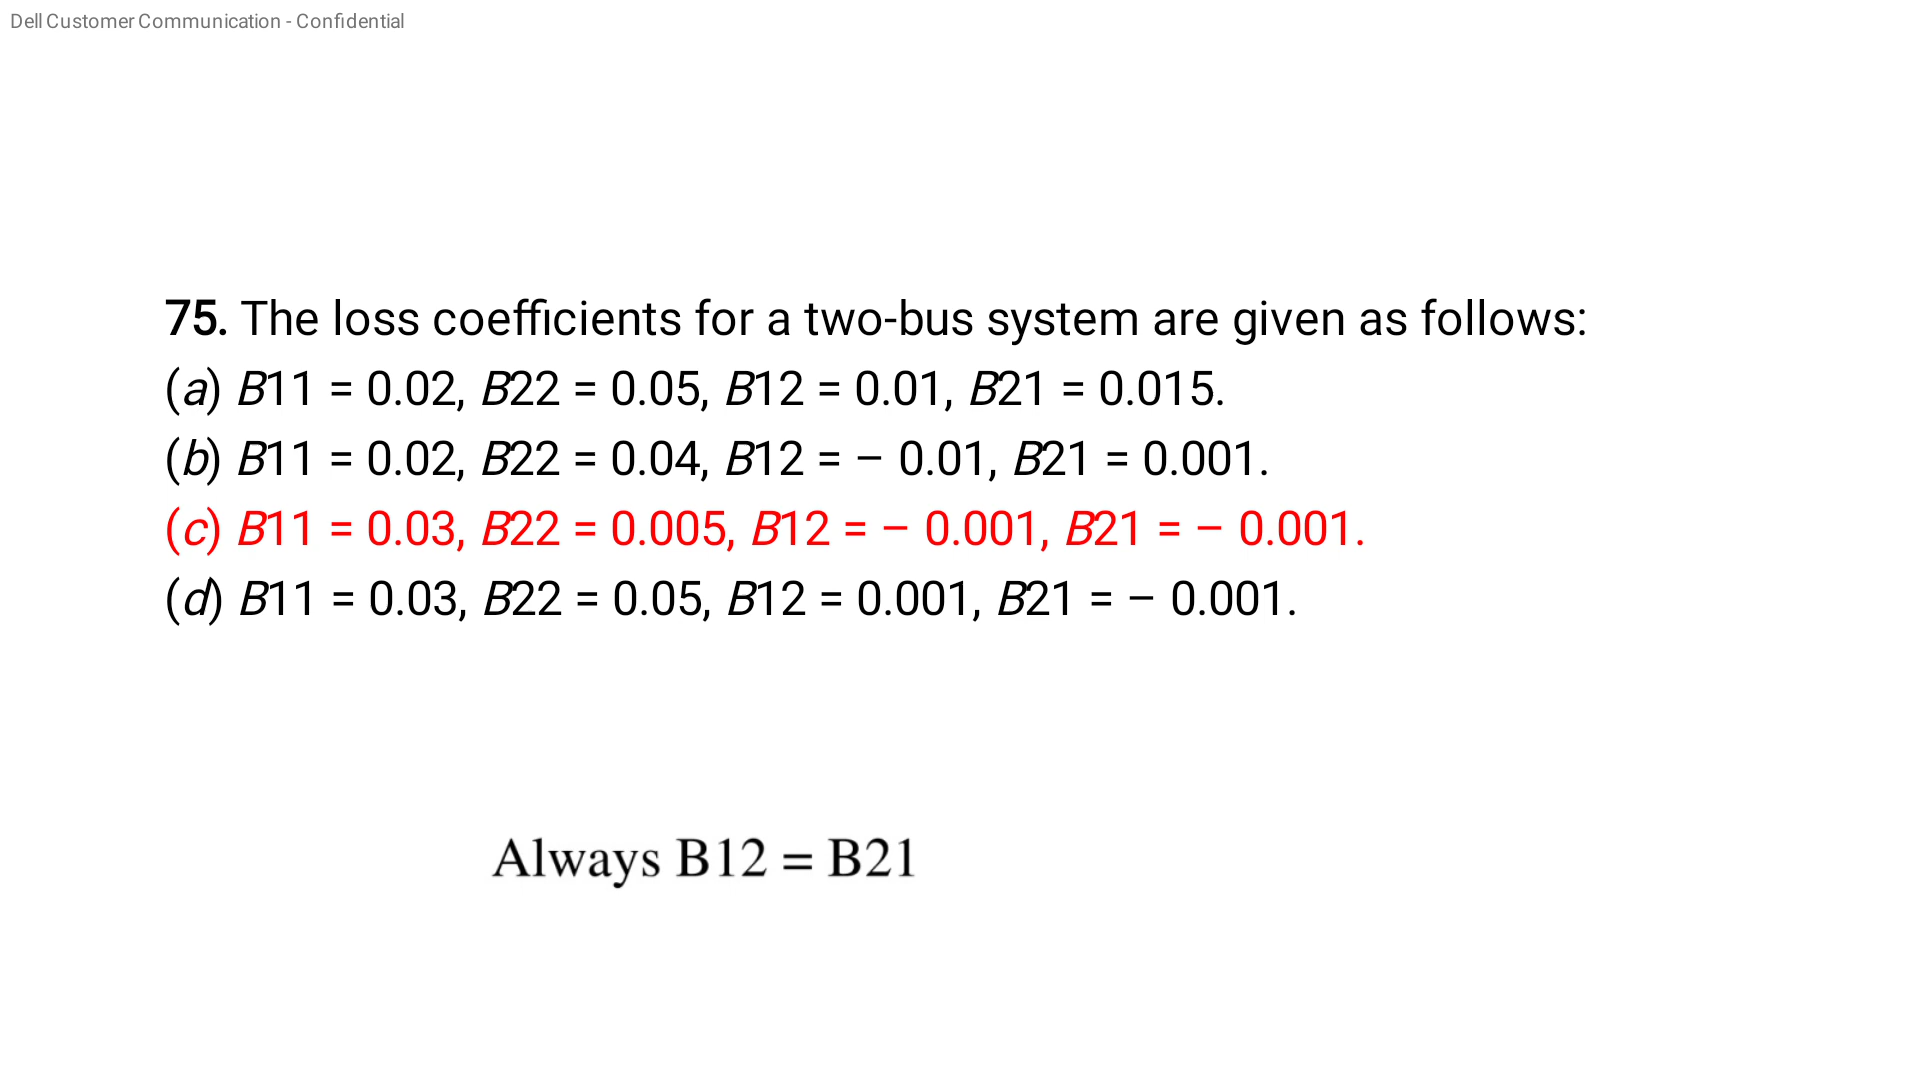 Dell Customer Communication - Confidential
75. The loss coefficients for a two-bus system are given as follows:
(a) B11 = 0.02, B22 = 0.05, B12 = 0.01, B21 = 0.015.
(b) B11 = 0.02, B22 = 0.04, B12 = – 0.01, B21 = 0.001.
(c) B11 = 0.03, B22 = 0.005, B12 = – 0.001, B21 = – 0.001.
(d) B11 = 0.03, B22 = 0.05, B12 = 0.001, B21 = – 0.001.
Always B12 = B21